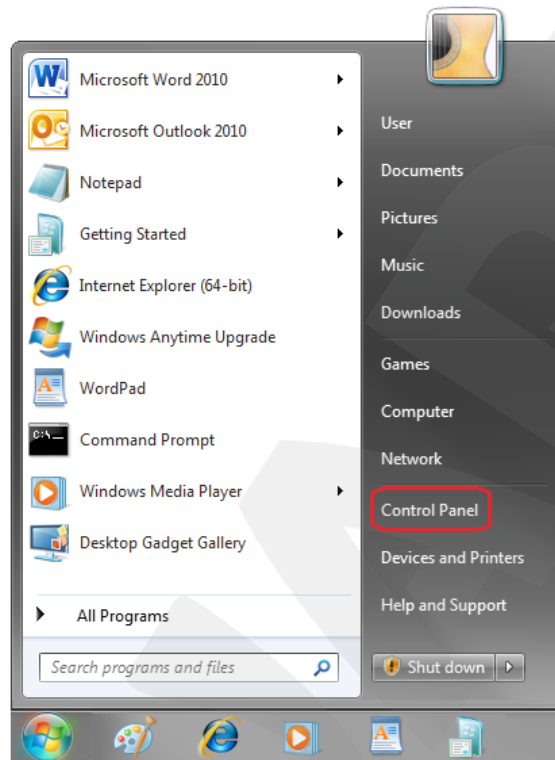 Microsoft Word 2010
Microsoft Outlook 2010
Notepad
Getting Started
Internet Explorer (64-bit)
Windows Anytime Upgrade
WordPad
C:\_
Command Prompt
Windows Media Player
Desktop Gadget Gallery
All Programs
Search programs and files
User
Documents
Pictures
Music
Downloads
Games
Computer
Network
Control Panel
Devices and Printers
Help and Support
Shut down